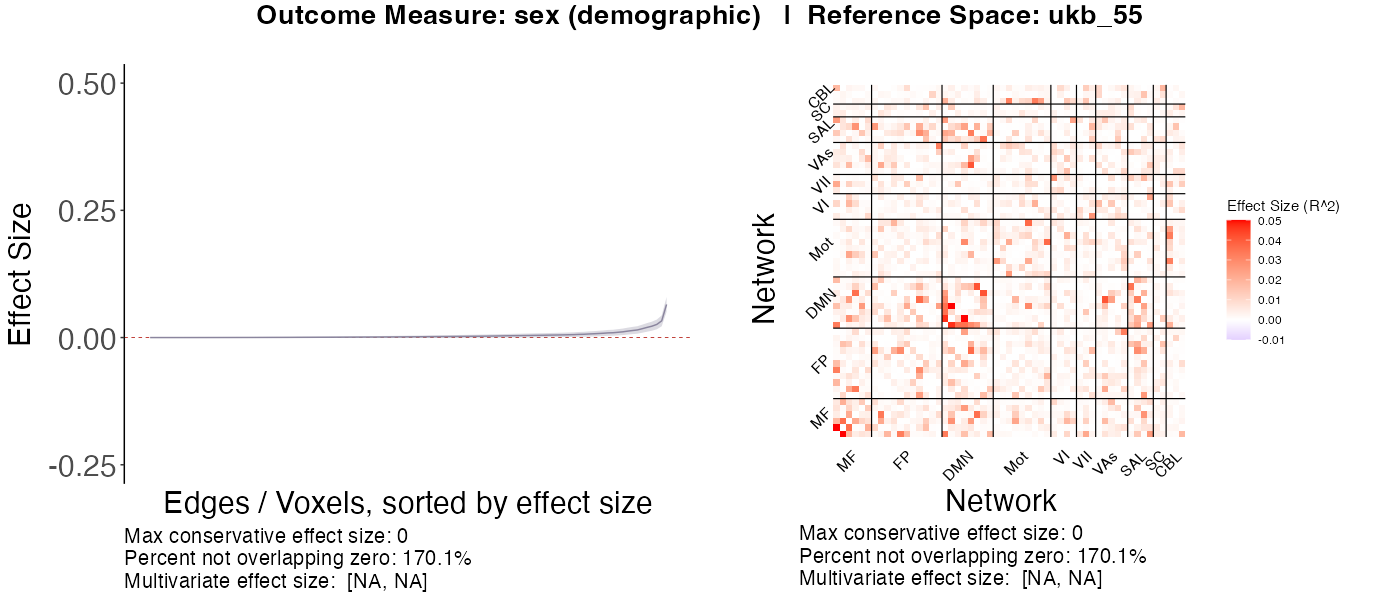 Outcome Measure: sex (demographic) | Reference Space: ukb_55
0.50
0.25
0.00
-0.25
Effect Size
Edges / Voxels, sorted by effect size
Max conservative effect size: 0
Percent not overlapping zero: 170.1%
Multivariate effect size: [NA, NA]
Network
CBL
SC
SAL
VAs
VII
VI
Mot
DMN
FP
MF
MF
FP
DMN
Mot
VI
VII
VAs
SAL
SC
CBL
Network
Max conservative effect size: 0
Percent not overlapping zero: 170.1%
Multivariate effect size: [NA, NA]
Effect Size (R^2)
0.05
0.04
0.03
0.02
0.01
0.00
-0.01